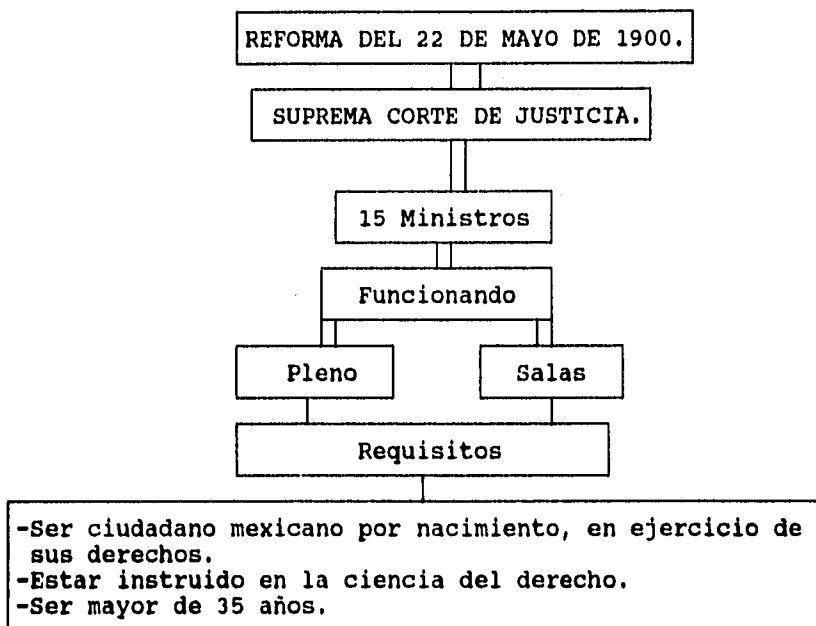 REFORMA DEL 22 DE MAYO DE 1900.
SUPREMA CORTE DE JUSTICIA.
15 Ministros
Funcionando
Pleno
Salas
Requisitos
-Ser ciudadano mexicano por nacimiento, en ejercicio de
sus derechos.
-Estar instruido en la ciencia del derecho.
-Ser mayor de 35 años.